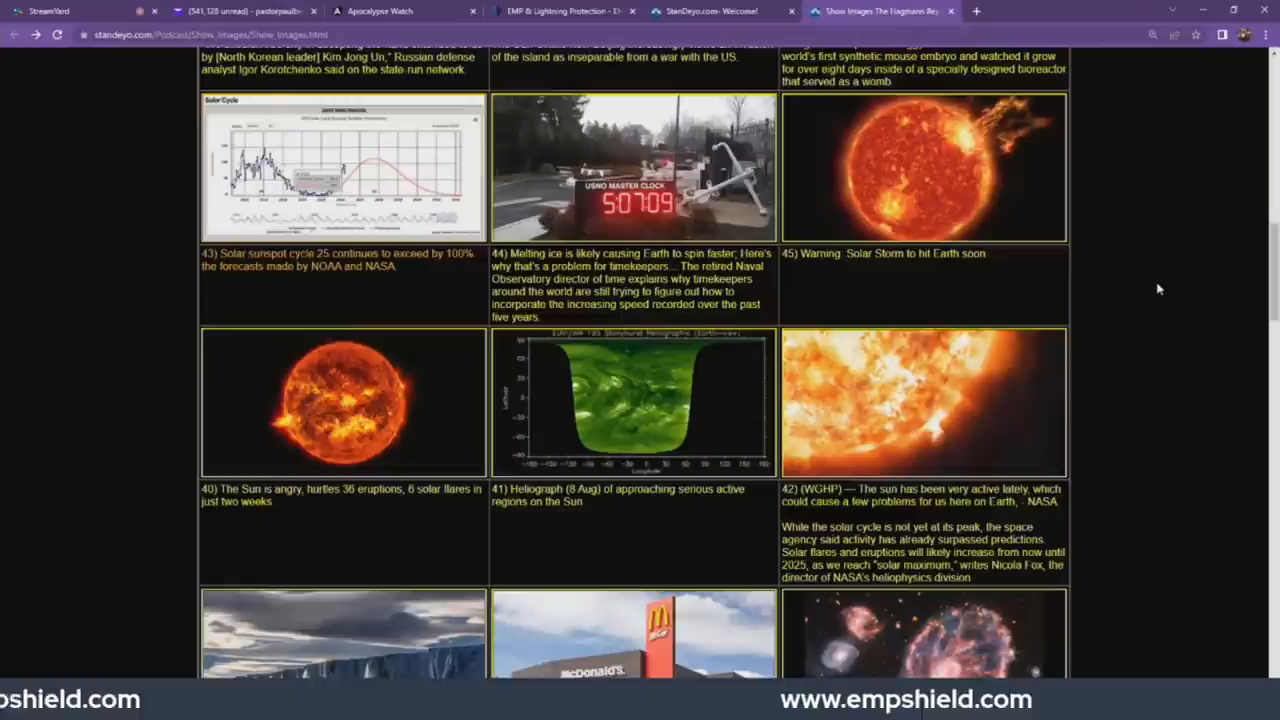 StreamYard
(541,128 unread) - pastorpaulb
Apocalypse Watch
EMP & Lightning Protection - E
StanDeyo.com- Welcome!
Show Images The Hagmann Re
standeyo.com/Podcast/Show_Images/Show_Images.html
by [North Korean leader] Kim Jong Un," Russian defense
analyst Igor Korotchenko said on the state-run network.
of the island as inseparable from a war with the US.
world's first synthetic mouse embryo and watched it grow
for over eight days inside of a specially designed bioreactor
that served as a womb
Solar Cycle
USNO MASTER CLOCK
5:07:09
43) Solar sunspot cycle 25 continues to exceed by 100%
the forecasts made by NOAA and NASA.
44) Melting ice is likely causing Earth to spin faster; Here's
why that's a problem for timekeepers... The retired Naval
Observatory director of time explains why timekeepers
around the world are still trying to figure out how to
incorporate the increasing speed recorded over the past
five years.
45) Warning: Solar Storm to hit Earth soon
Longitude
40) The Sun is angry, hurtles 36 eruptions, 6 solar flares in
just two weeks
41) Heliograph (8 Aug) of approaching serious active
regions on the Sun
42) (WGHP) — The sun has been very active lately, which
could cause a few problems for us here on Earth, - NASA.
While the solar cycle is not yet at its peak, the space
agency said activity has already surpassed predictions.
Solar flares and eruptions will likely increase from now until
2025, as we reach "solar maximum," writes Nicola Fox, the
director of NASA's heliophysics division
McDonald's
pshield.com
www.empshield.com